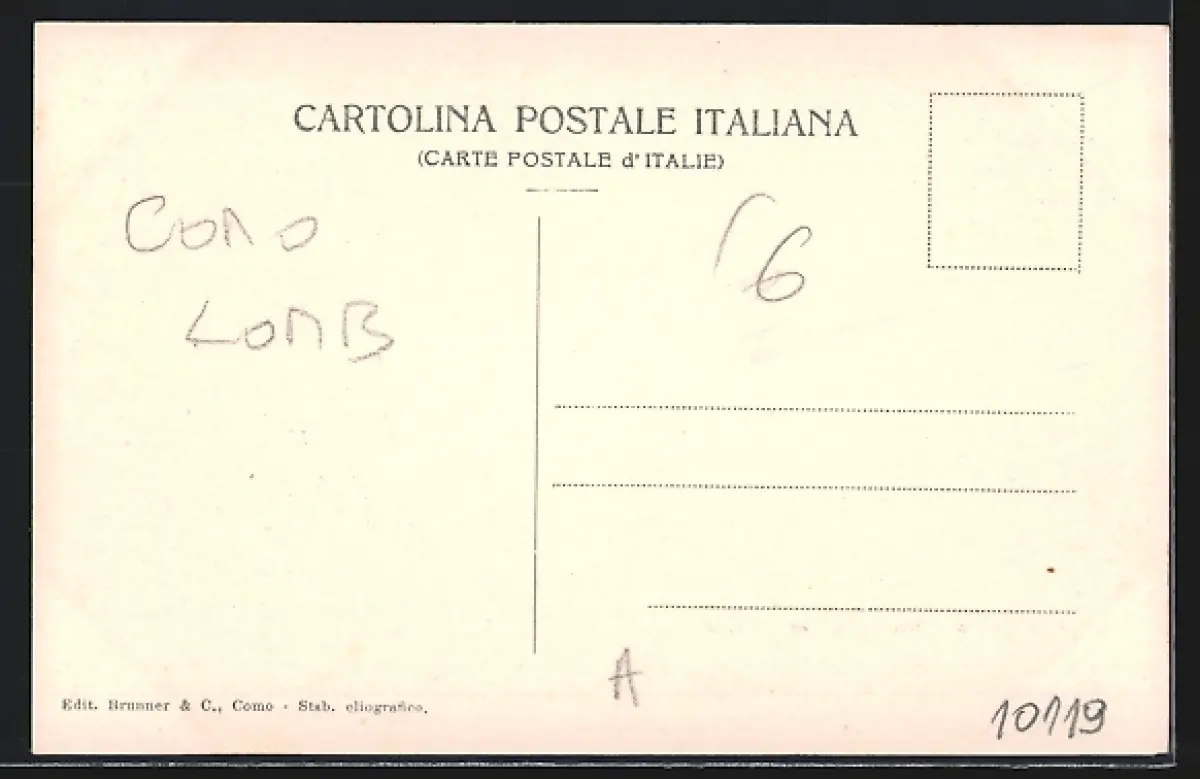 CARTOLINA POSTALE ITALIANA
(CARTE POSTALE d'ITALIE)
COMO
6
LOMB
A
Edit. Brunner & C., Como - Stab. eliografico.
10119